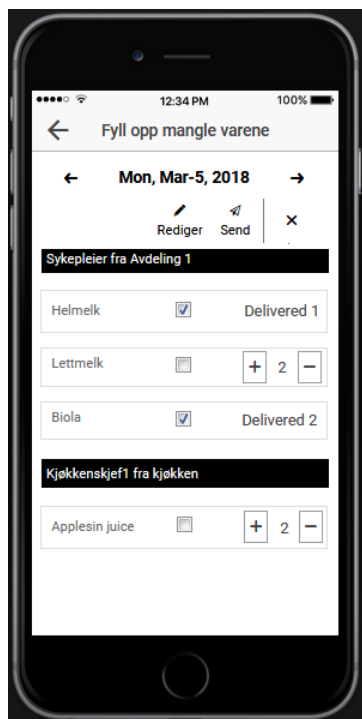 12:34 PM 100%
Fyll opp mangle varene
Mon, Mar-5, 2018
Rediger Send
Sykepleier fra Avdeling 1
Helmelk Delivered 1
Lettmelk + 2 −
Biola Delivered 2
Kjøkkenskjef1 fra kjøkken
Applesin juice + 2 −